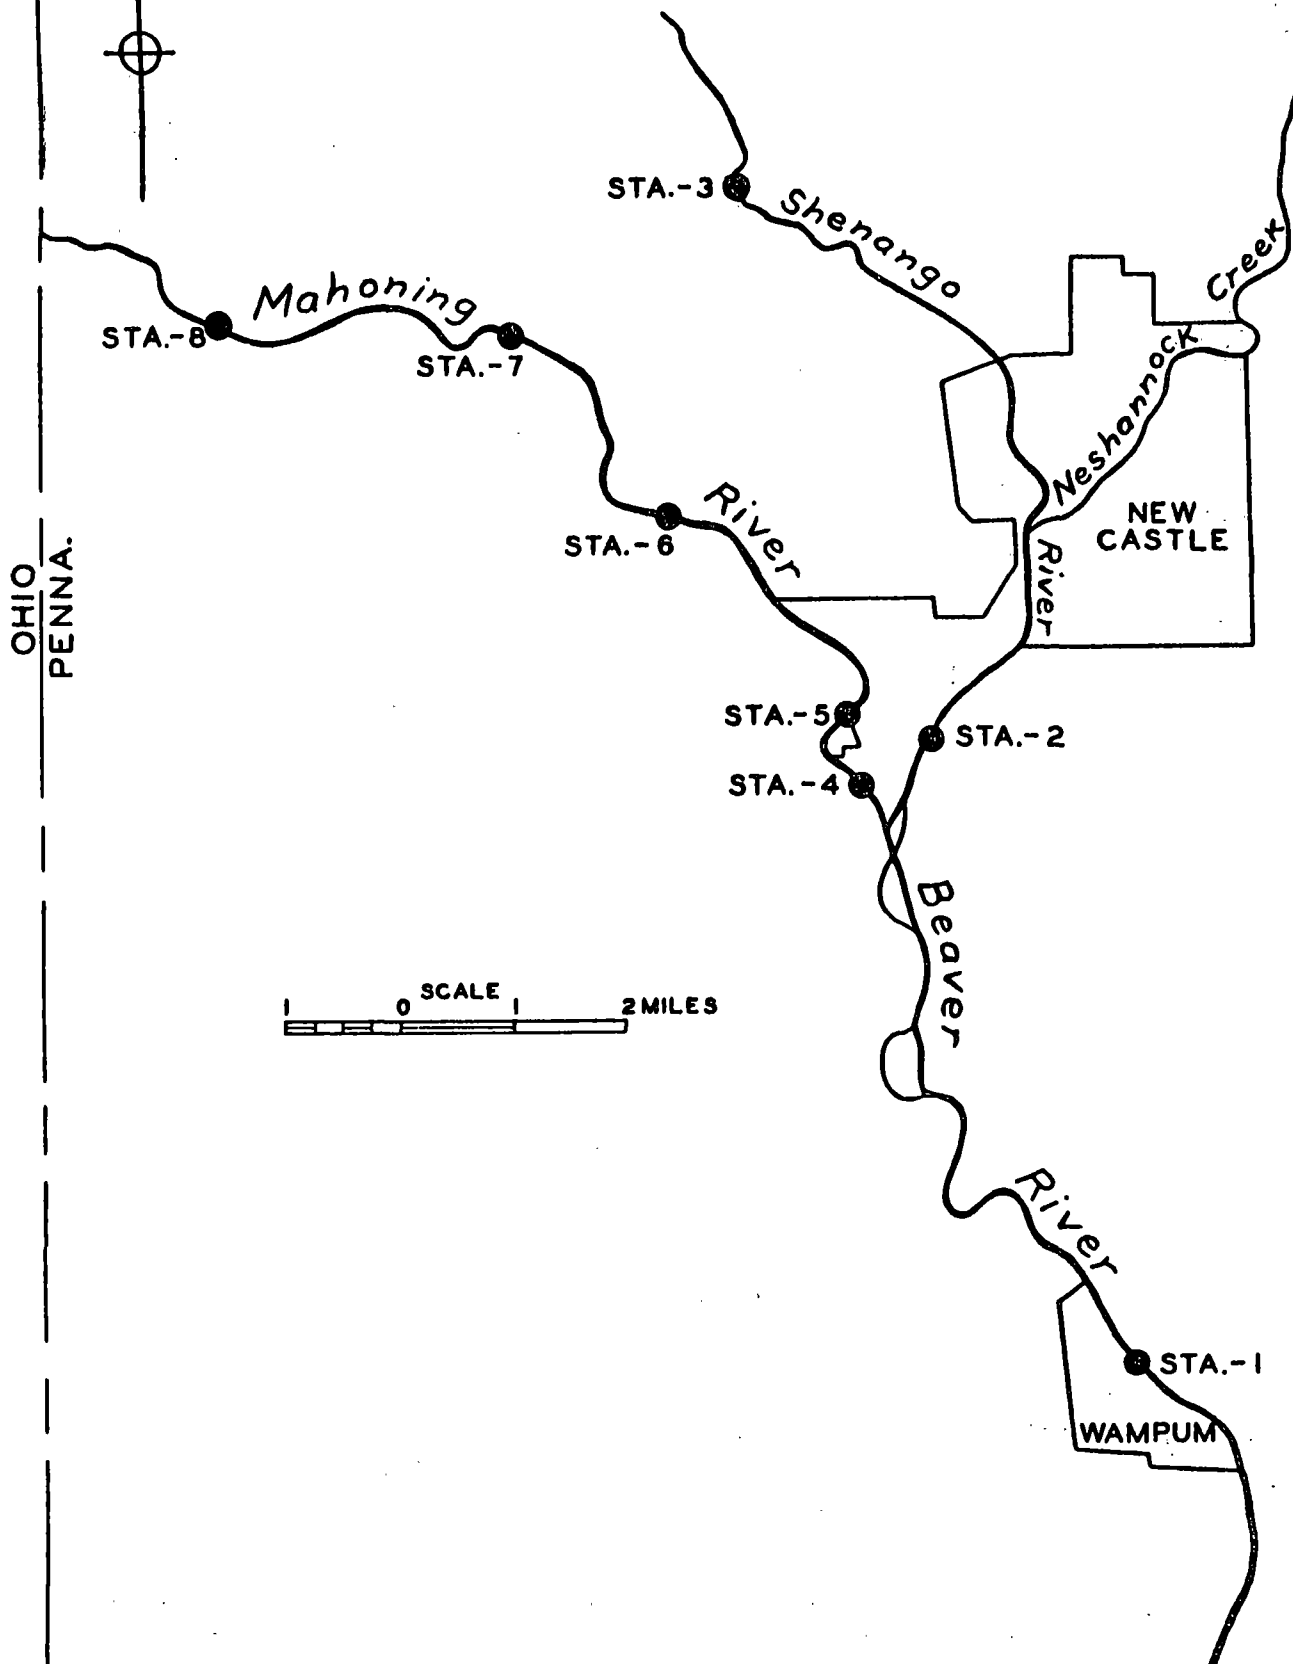 STA.-3
Shenango
River
Creek
Neshannock
Mahoning
River
STA.-8
STA.-7
STA.-6
NEW
CASTLE
OHIO
PENNA.
STA.-5
STA.-2
STA.-4
Beaver
River
SCALE
1 0 1 2 MILES
STA.-1
WAMPUM